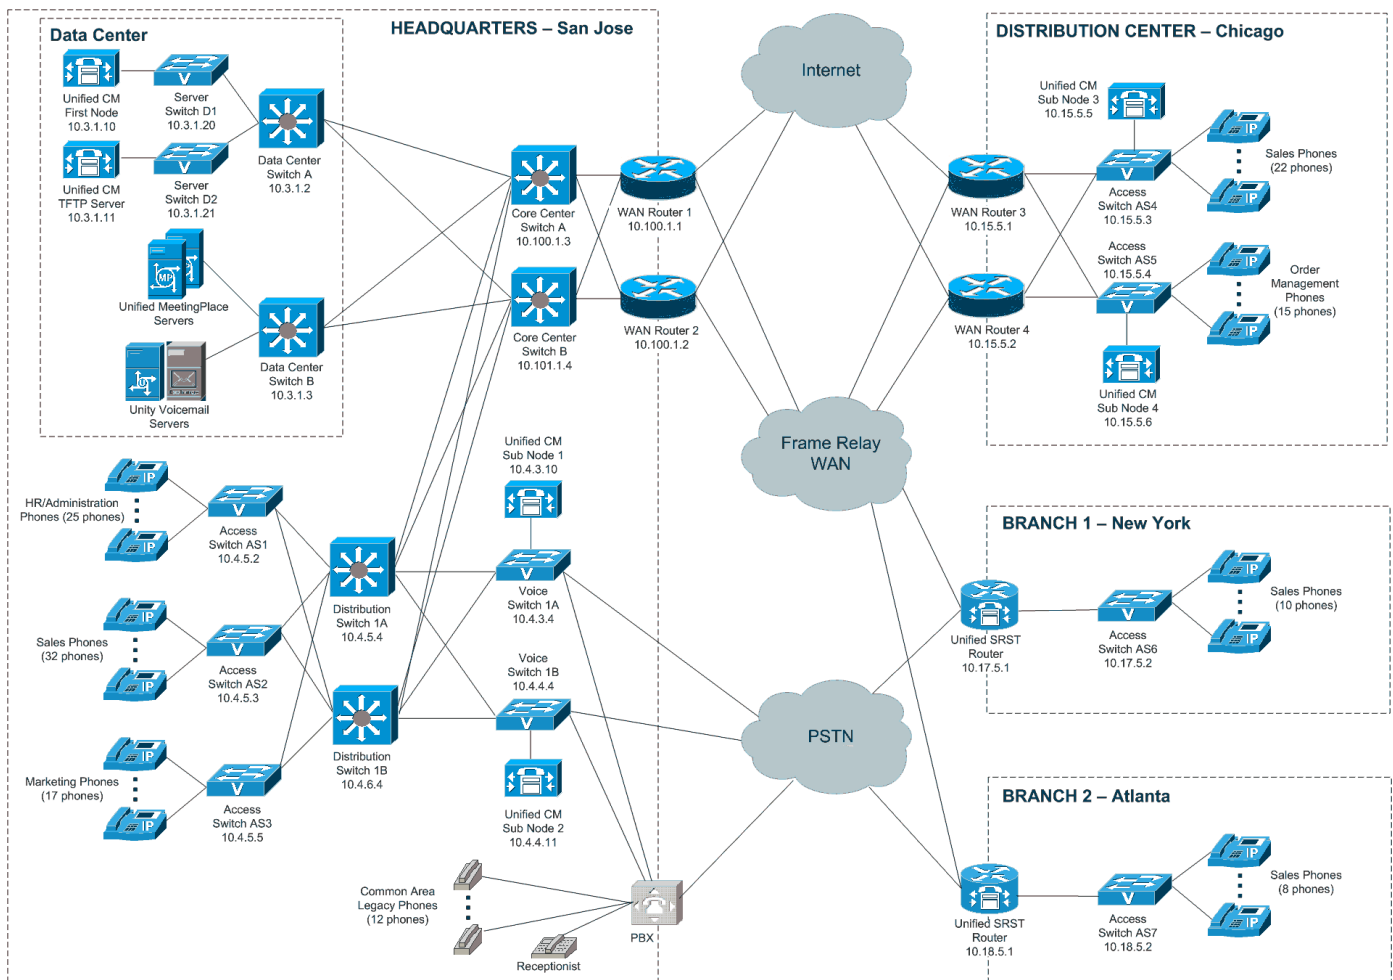 HEADQUARTERS – San Jose
Data Center
Unified CM
First Node
10.3.1.10
Server
Switch D1
10.3.1.20
Unified CM
TFTP Server
10.3.1.11
Server
Switch D2
10.3.1.21
Data Center
Switch A
10.3.1.2
Unified MeetingPlace
Servers
Unity Voicemail
Servers
Data Center
Switch B
10.3.1.3
Core Center
Switch A
10.100.1.3
Core Center
Switch B
10.101.1.4
WAN Router 1
10.100.1.1
WAN Router 2
10.100.1.2
HR/Administration
Phones (25 phones)
IP
IP
V
Access
Switch AS1
10.4.5.2
Sales Phones
(32 phones)
IP
IP
V
Access
Switch AS2
10.4.5.3
Marketing Phones
(17 phones)
IP
IP
V
Access
Switch AS3
10.4.5.5
Distribution
Switch 1A
10.4.5.4
Distribution
Switch 1B
10.4.6.4
Unified CM
Sub Node 1
10.4.3.10
V
Voice
Switch 1A
10.4.3.4
Voice
Switch 1B
10.4.4.4
V
Unified CM
Sub Node 2
10.4.4.11
Common Area
Legacy Phones
(12 phones)
Receptionist
PBX
Internet
Frame Relay
WAN
PSTN
DISTRIBUTION CENTER – Chicago
Unified CM
Sub Node 3
10.15.5.5
WAN Router 3
10.15.5.1
WAN Router 4
10.15.5.2
V
Access
Switch AS4
10.15.5.3
IP
IP
Sales Phones
(22 phones)
Access
Switch AS5
10.15.5.4
V
IP
IP
Order
Management
Phones
(15 phones)
Unified CM
Sub Node 4
10.15.5.6
BRANCH 1 – New York
Unified SRST
Router
10.17.5.1
V
Access
Switch AS6
10.17.5.2
IP
IP
Sales Phones
(10 phones)
BRANCH 2 – Atlanta
Unified SRST
Router
10.18.5.1
V
Access
Switch AS7
10.18.5.2
IP
IP
Sales Phones
(8 phones)